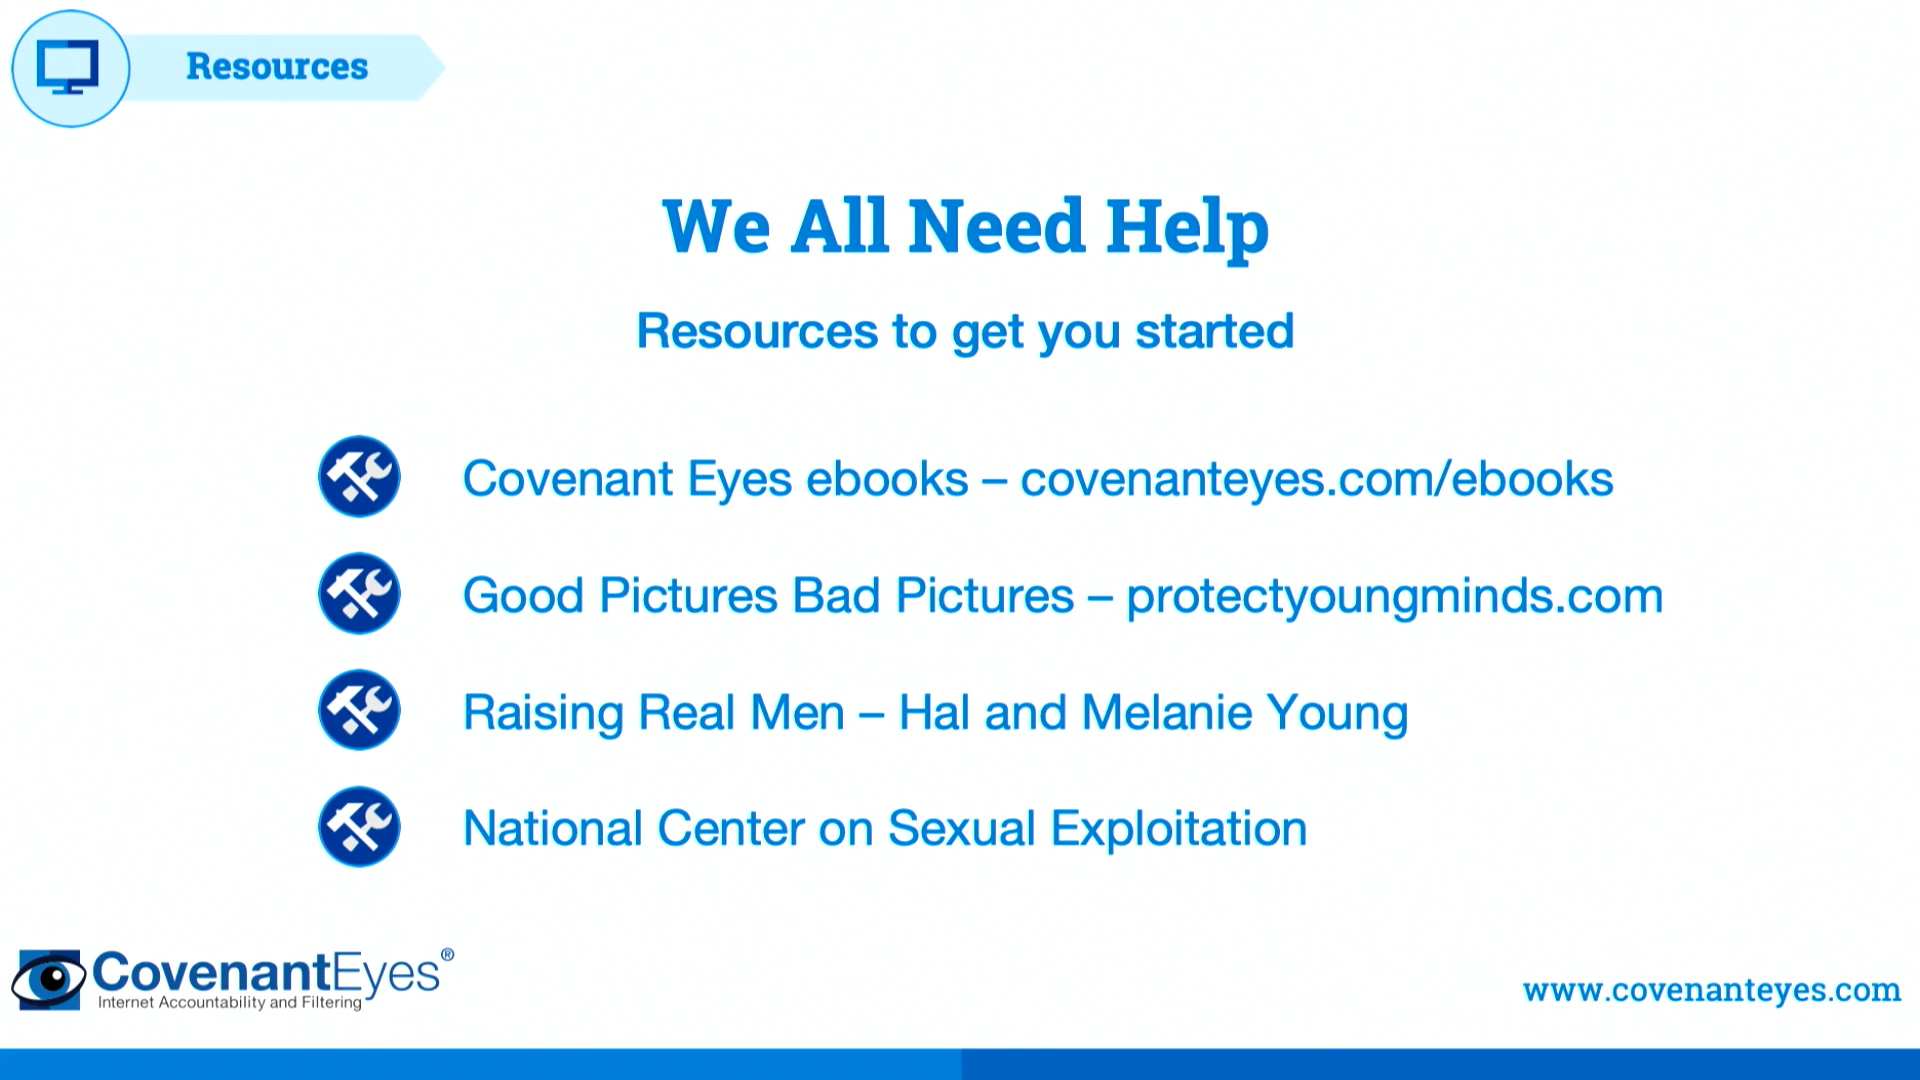 Resources
We All Need Help
Resources to get you started
Covenant Eyes ebooks – covenanteyes.com/ebooks
Good Pictures Bad Pictures – protectyoungminds.com
Raising Real Men – Hal and Melanie Young
National Center on Sexual Exploitation
CovenantEyes®
Internet Accountability and Filtering
www.covenanteyes.com